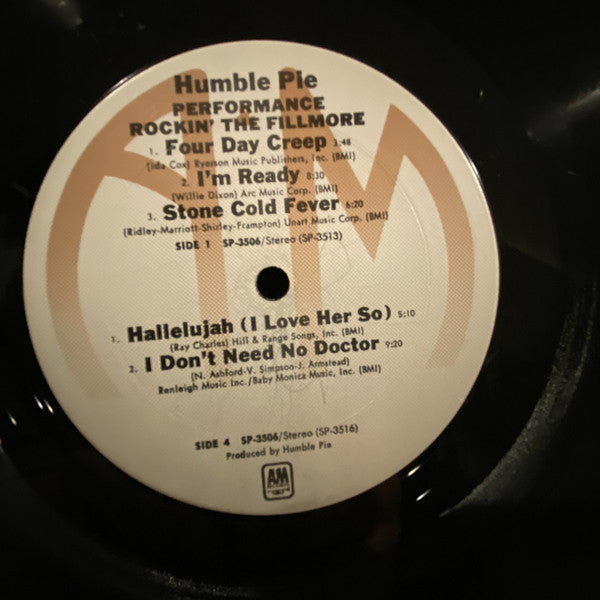 Humble Pie
PERFORMANCE
ROCKIN' THE FILLMORE
1. Four Day Creep 3:48
(Ida Cox) Ryerson Music Publishers, Inc. (BMI)
2. I'm Ready 8:30
(Willie Dixon) Arc Music Corp. (BMI)
3. Stone Cold Fever 6:20
(Ridley-Marriott-Shirley-Frampton) Unart Music Corp. (BMI)
SIDE 1 SP-3506/Stereo (SP-3513)
1. Hallelujah (I Love Her So) 5:10
(Ray Charles) Hill & Range Songs, Inc. (BMI)
2. I Don't Need No Doctor 9:20
(N. Ashford-V. Simpson-J. Armstead)
Renleigh Music Inc./Baby Monica Music, Inc. (BMI)
SIDE 4 SP-3506/Stereo (SP-3516)
Produced by Humble Pie
AM